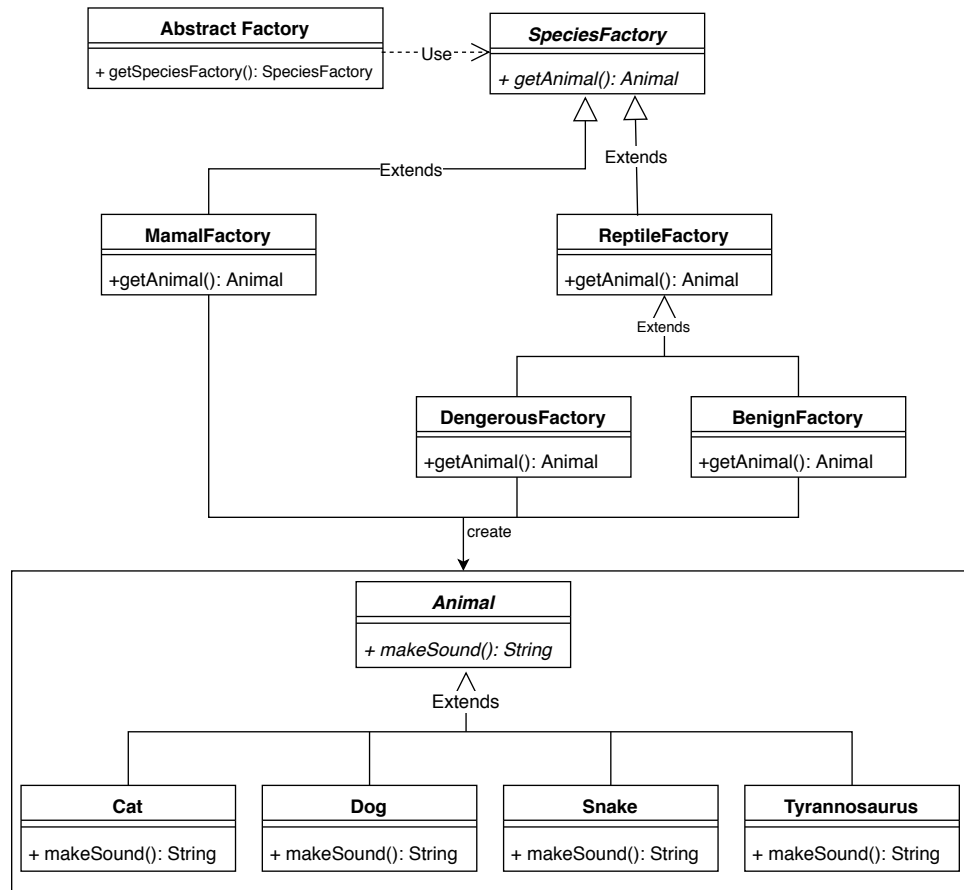 Abstract Factory
+ getSpeciesFactory(): SpeciesFactory
Use
SpeciesFactory
+ getAnimal(): Animal
Extends
Extends
MamalFactory
+getAnimal(): Animal
ReptileFactory
+getAnimal(): Animal
Extends
DengerousFactory
+getAnimal(): Animal
BenignFactory
+getAnimal(): Animal
create
Animal
+ makeSound(): String
Extends
Cat
+ makeSound(): String
Dog
+ makeSound(): String
Snake
+ makeSound(): String
Tyrannosaurus
+ makeSound(): String